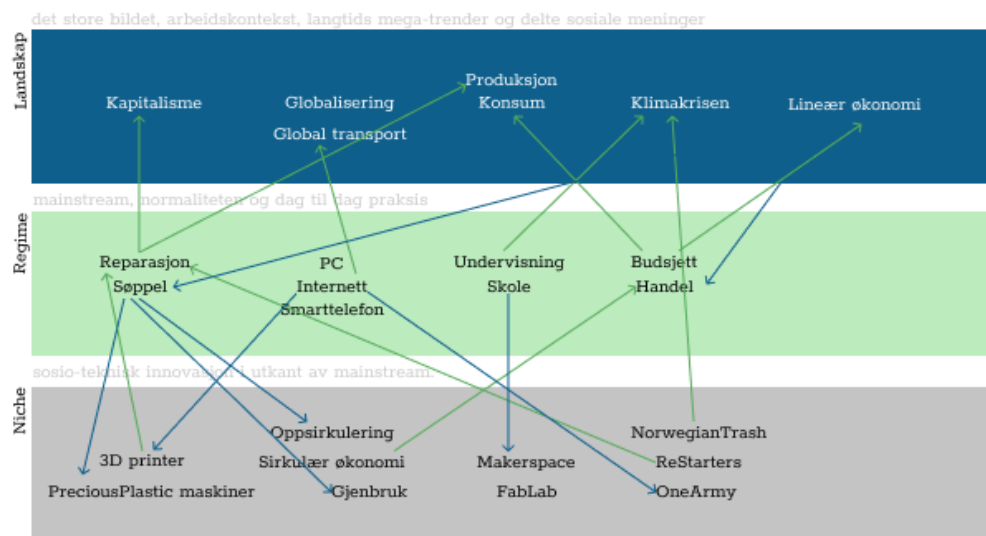 det store bildet, arbeidskontekst, langtids mega-trender og delte sosiale meninger
Landskap
Produksjon
Kapitalisme
Globalisering
Konsum
Klimakrisen
Lineær økonomi
Global transport
mainstream, normaliteten og dag til dag praksis
Regime
Reparasjon
PC
Undervisning
Budsjett
Søppel
Internett
Skole
Handel
Smarttelefon
sosio-teknisk innovasjon i utkant av mainstream.
Niche
Oppsirkulering
NorwegianTrash
3D printer
Sirkulær økonomi
Makerspace
ReStarters
PreciousPlastic maskiner
Gjenbruk
FabLab
OneArmy